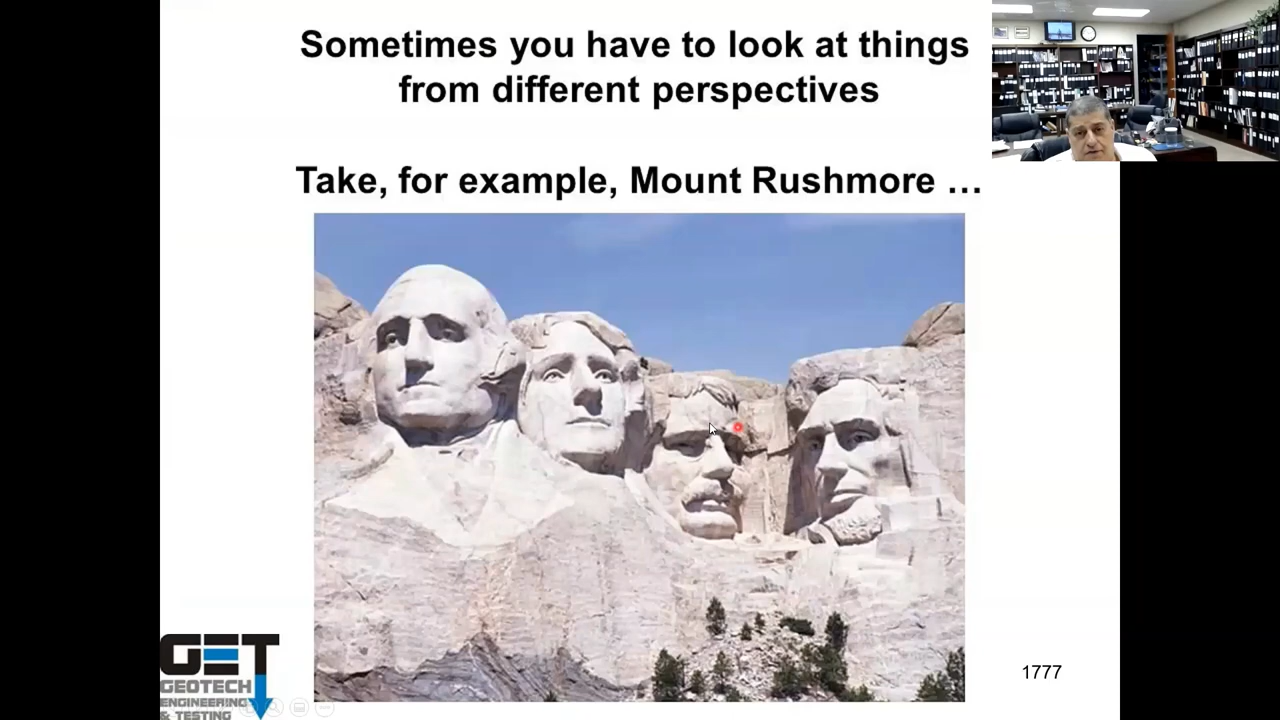 Sometimes you have to look at things
from different perspectives
Take, for example, Mount Rushmore …
GET
GEOTECH
ENGINEERING
& TESTING
1777